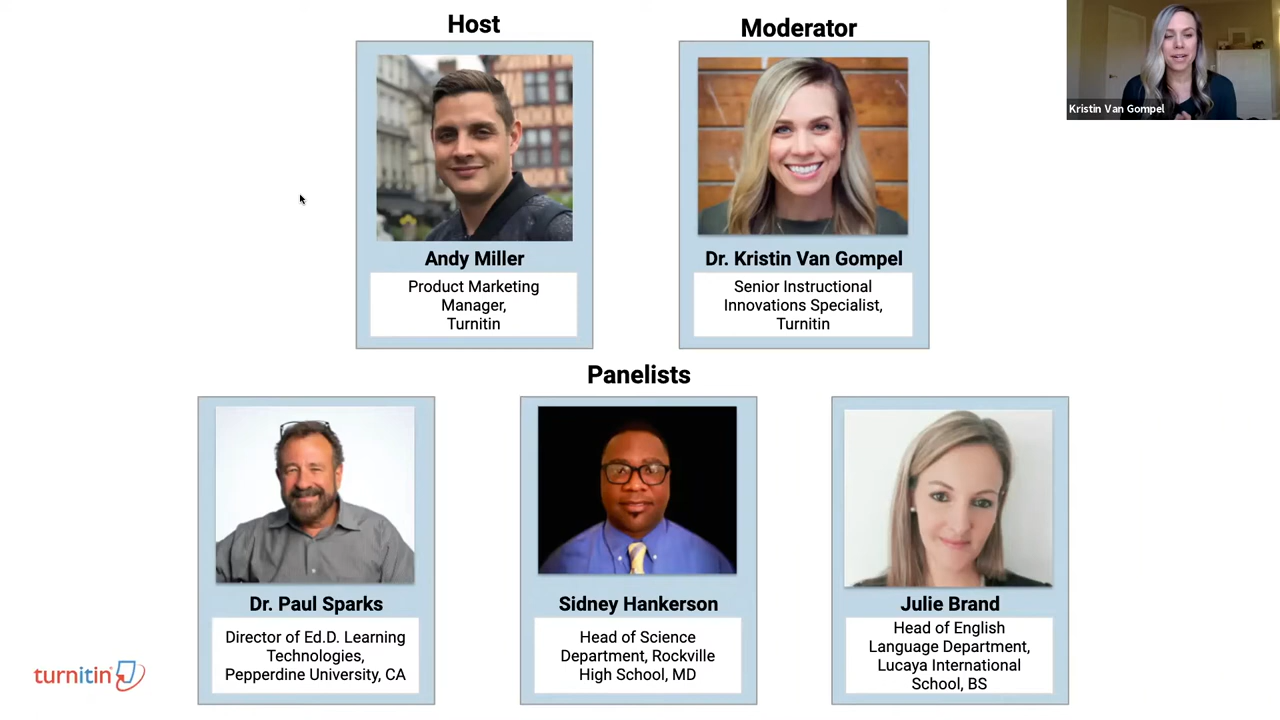 Host
Moderator
Kristin Van Gompel
Andy Miller
Product Marketing
Manager,
Turnitin
Dr. Kristin Van Gompel
Senior Instructional
Innovations Specialist,
Turnitin
Panelists
Dr. Paul Sparks
Director of Ed.D. Learning
Technologies,
Pepperdine University, CA
Sidney Hankerson
Head of Science
Department, Rockville
High School, MD
Julie Brand
Head of English
Language Department,
Lucaya International
School, BS
turnitin